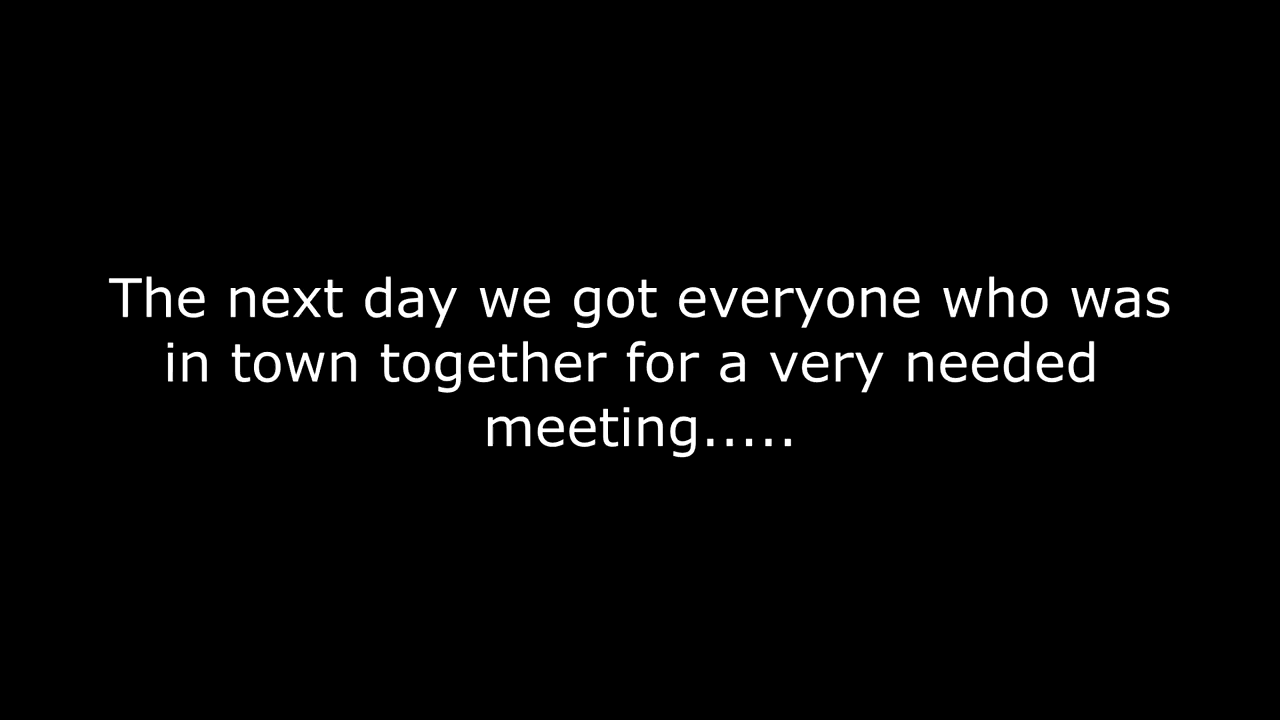 The next day we got everyone who was
in town together for a very needed
meeting.....